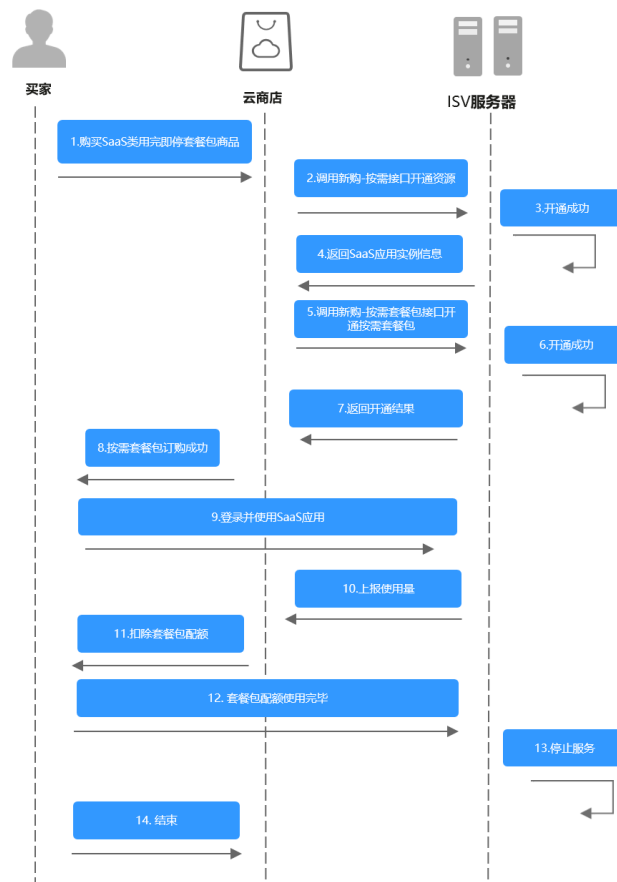 买家
云商店
ISV服务器
1.购买SaaS类用完即停套餐包商品
2.调用新购-按需接口开通资源
3.开通成功
4.返回SaaS应用实例信息
5.调用新购-按需套餐包接口开
通按需套餐包
6.开通成功
7.返回开通结果
8.按需套餐包订购成功
9.登录并使用SaaS应用
10.上报使用量
11.扣除套餐包配额
12. 套餐包配额使用完毕
13.停止服务
14. 结束